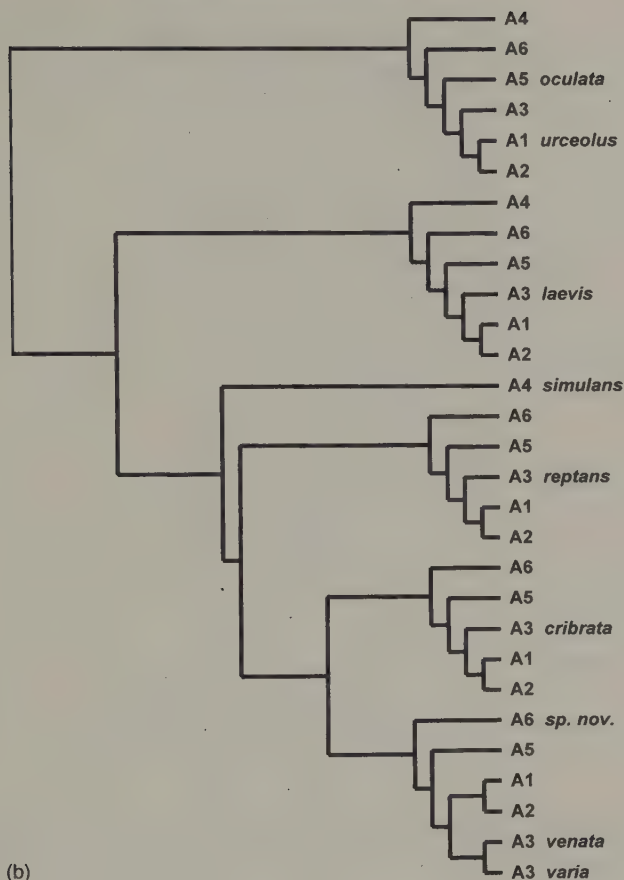 A4
A6
A5 oculata
A3
A1 urceolus
A2
A4
A6
A5
A3 laevis
A1
A2
A4 simulans
A6
A5
A3 reptans
A1
A2
A6
A5
A3 cribrata
A1
A2
A6 sp. nov.
A5
A1
A2
A3 venata
A3 varia
(b)